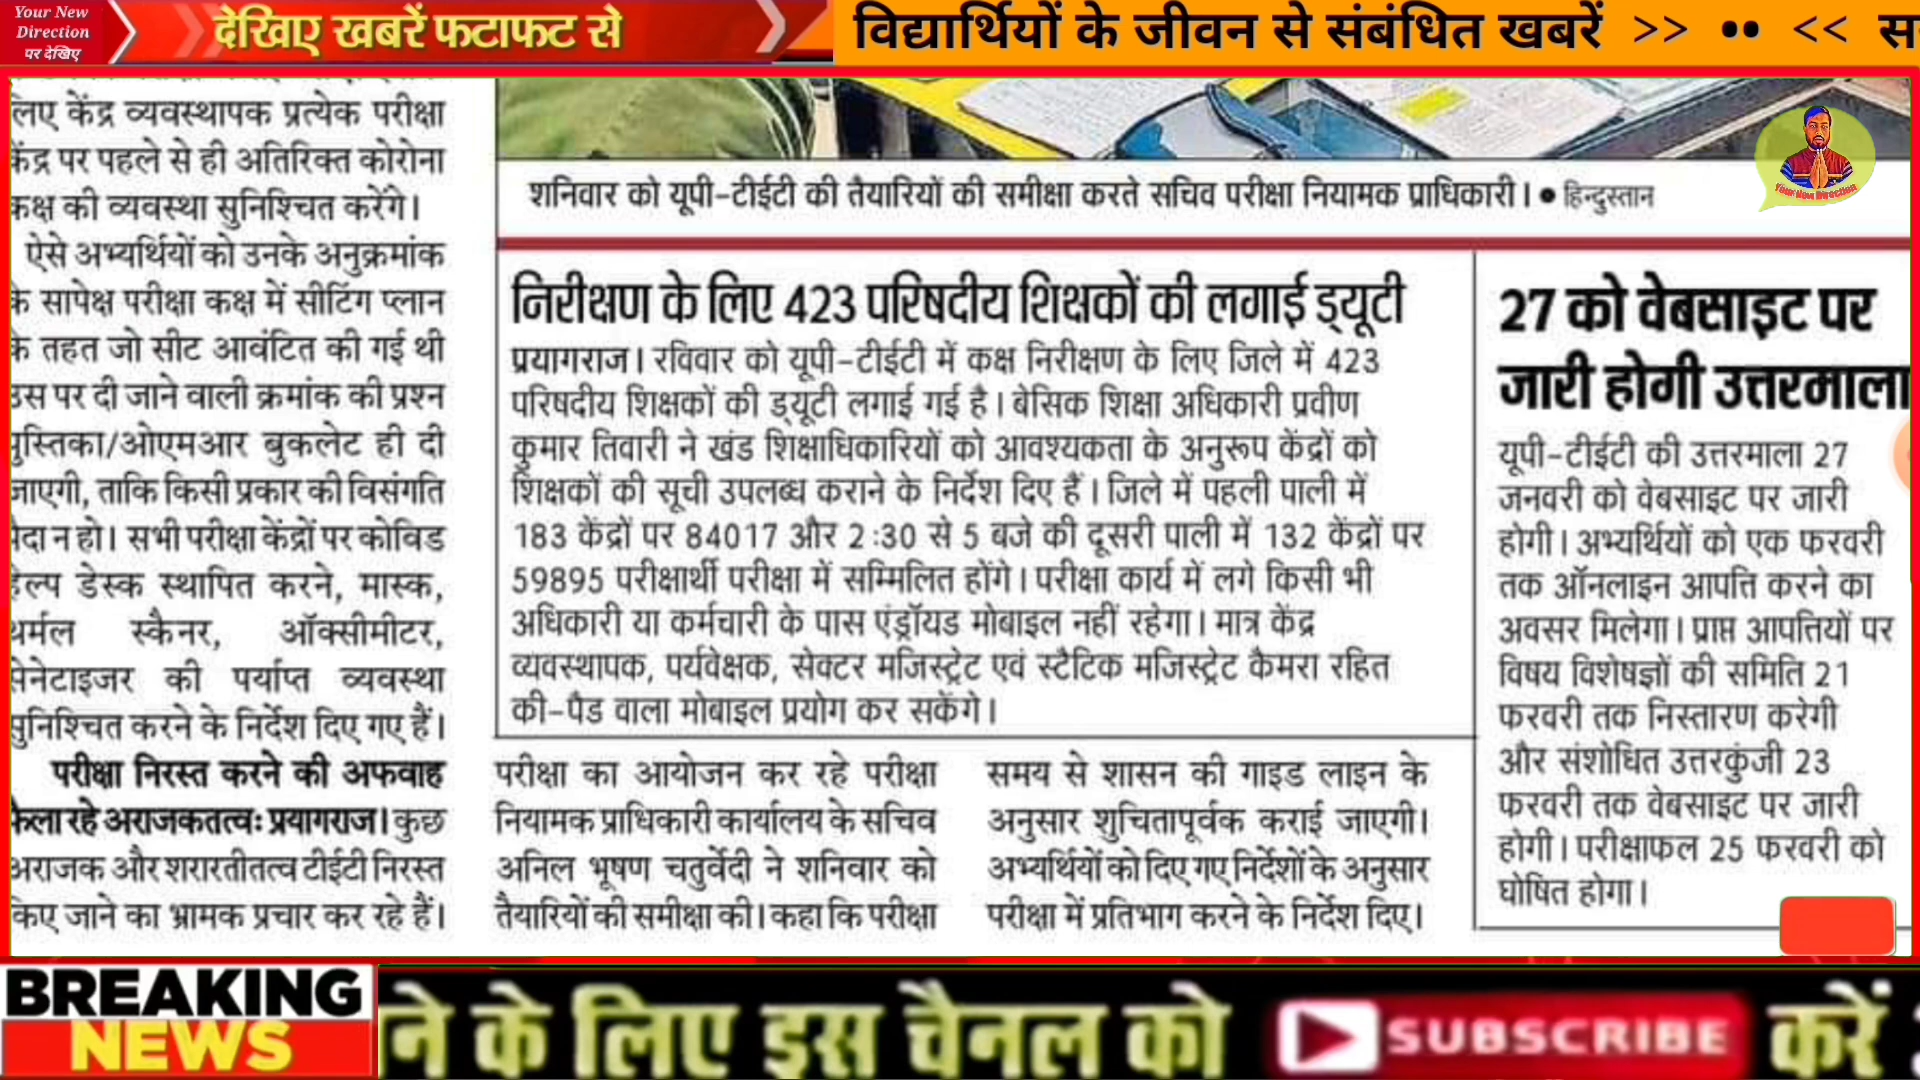 Your New
Direction
पर देखिए
देखिए खबरें फटाफट से
विद्यार्थियों के जीवन से संबंधित खबरें >> •• <<
लिए केंद्र व्यवस्थापक प्रत्येक परीक्षा
केंद्र पर पहले से ही अतिरिक्त कोरोना
कक्ष की व्यवस्था सुनिश्चित करेंगे।
ऐसे अभ्यर्थियों को उनके अनुक्रमांक
के सापेक्ष परीक्षा कक्ष में सीटिंग प्लान
के तहत जो सीट आवंटित की गई थी
उस पर दी जाने वाली क्रमांक की प्रश्न
पुस्तिका/ओएमआर बुकलेट ही दी
जाएगी, ताकि किसी प्रकार की विसंगति
पैदा न हो। सभी परीक्षा केंद्रों पर कोविड
हेल्प डेस्क स्थापित करने, मास्क,
थर्मल स्कैनर, ऑक्सीमीटर,
सेनेटाइजर की पर्याप्त व्यवस्था
सुनिश्चित करने के निर्देश दिए गए हैं।
परीक्षा निरस्त करने की अफवाह
फैला रहे अराजकतत्वः प्रयागराज। कुछ
अराजक और शरारतीतत्व टीईटी निरस्त
किए जाने का भ्रामक प्रचार कर रहे हैं।
शनिवार को यूपी-टीईटी की तैयारियों की समीक्षा करते सचिव परीक्षा नियामक प्राधिकारी। ● हिन्दुस्तान
निरीक्षण के लिए 423 परिषदीय शिक्षकों की लगाई ड्यूटी
प्रयागराज। रविवार को यूपी-टीईटी में कक्ष निरीक्षण के लिए जिले में 423
परिषदीय शिक्षकों की ड्यूटी लगाई गई है। बेसिक शिक्षा अधिकारी प्रवीण
कुमार तिवारी ने खंड शिक्षाधिकारियों को आवश्यकता के अनुरूप केंद्रों को
शिक्षकों की सूची उपलब्ध कराने के निर्देश दिए हैं। जिले में पहली पाली में
183 केंद्रों पर 84017 और 2:30 से 5 बजे की दूसरी पाली में 132 केंद्रों पर
59895 परीक्षार्थी परीक्षा में सम्मिलित होंगे। परीक्षा कार्य में लगे किसी भी
अधिकारी या कर्मचारी के पास एंड्रॉयड मोबाइल नहीं रहेगा। मात्र केंद्र
व्यवस्थापक, पर्यवेक्षक, सेक्टर मजिस्ट्रेट एवं स्टैटिक मजिस्ट्रेट कैमरा रहित
की-पैड वाला मोबाइल प्रयोग कर सकेंगे।
परीक्षा का आयोजन कर रहे परीक्षा
नियामक प्राधिकारी कार्यालय के सचिव
अनिल भूषण चतुर्वेदी ने शनिवार को
तैयारियों की समीक्षा की। कहा कि परीक्षा
समय से शासन की गाइड लाइन के
अनुसार शुचितापूर्वक कराई जाएगी।
अभ्यर्थियों को दिए गए निर्देशों के अनुसार
परीक्षा में प्रतिभाग करने के निर्देश दिए।
27 को वेबसाइट पर
जारी होगी उत्तरमाला
यूपी-टीईटी की उत्तरमाला 27
जनवरी को वेबसाइट पर जारी
होगी। अभ्यर्थियों को एक फरवरी
तक ऑनलाइन आपत्ति करने का
अवसर मिलेगा। प्राप्त आपत्तियों पर
विषय विशेषज्ञों की समिति 21
फरवरी तक निस्तारण करेगी
और संशोधित उत्तरकुंजी 23
फरवरी तक वेबसाइट पर जारी
होगी। परीक्षाफल 25 फरवरी को
घोषित होगा।
Your New Direction
BREAKING
NEWS
ने के लिए इस चैनल को SUBSCRIBE करें